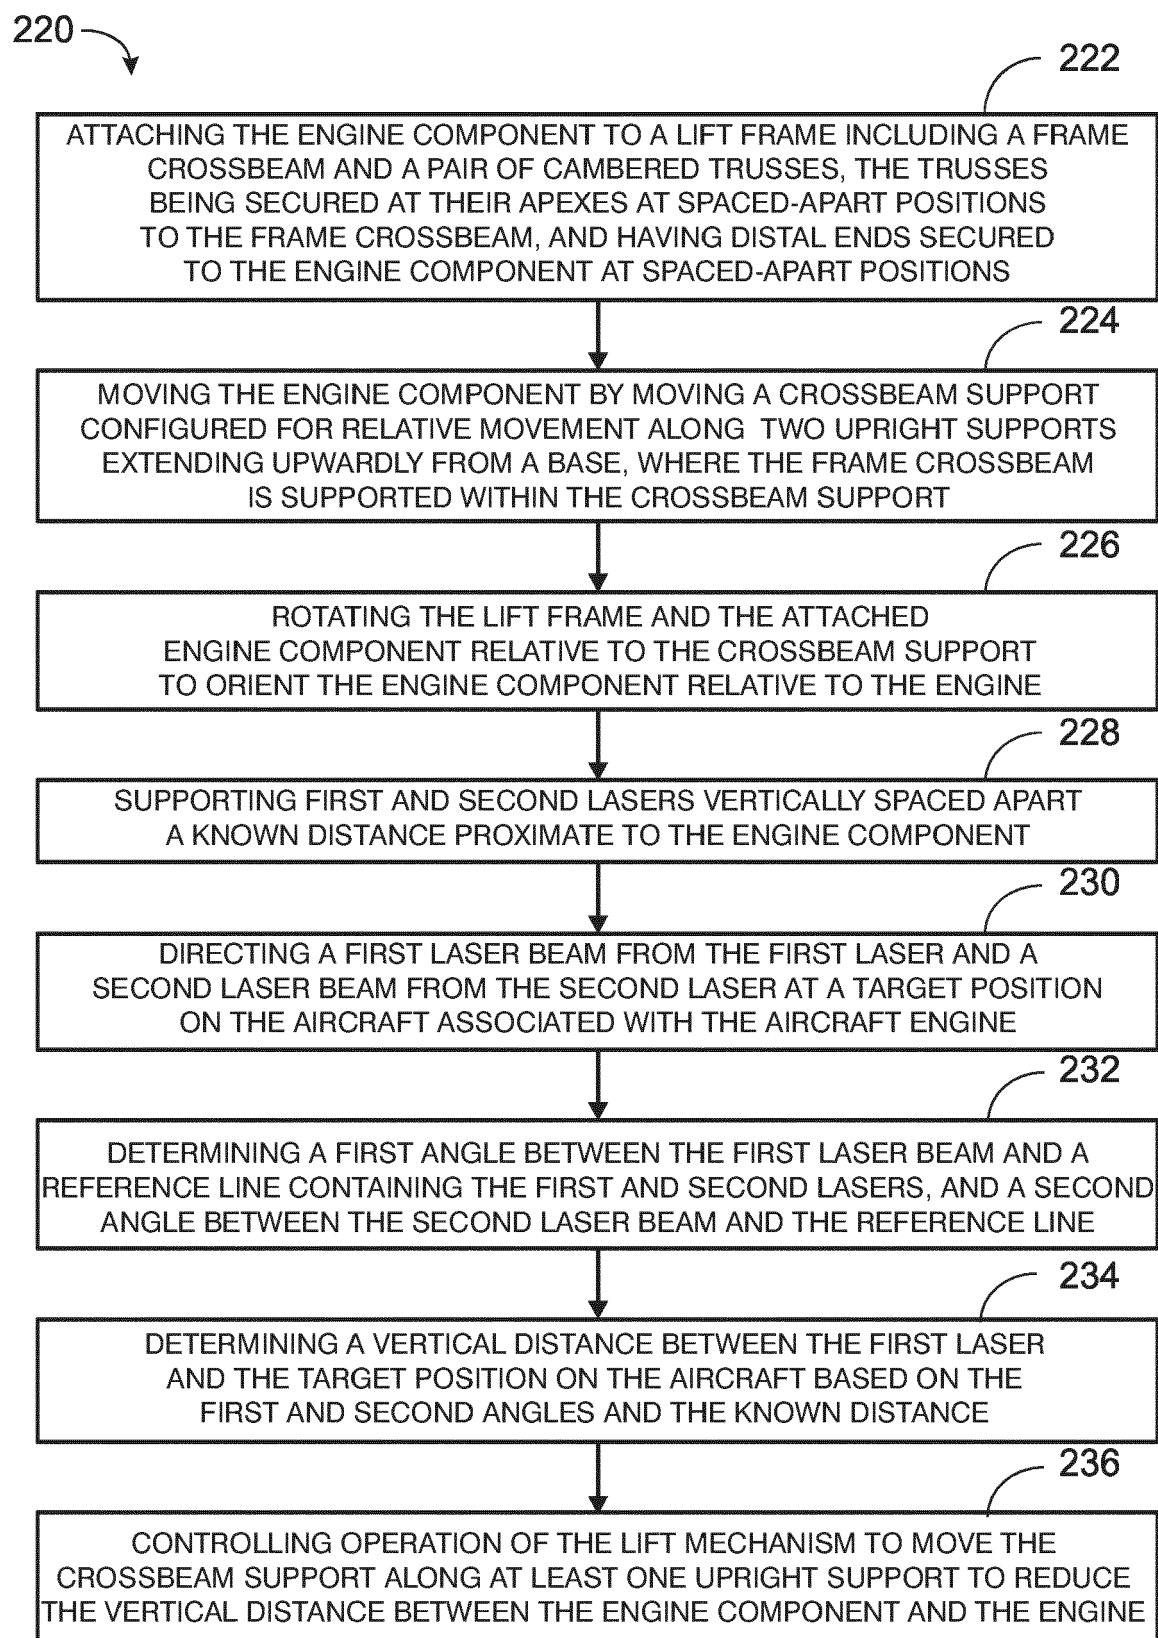 220
222
ATTACHING THE ENGINE COMPONENT TO A LIFT FRAME INCLUDING A FRAME
CROSSBEAM AND A PAIR OF CAMBERED TRUSSES, THE TRUSSES
BEING SECURED AT THEIR APEXES AT SPACED-APART POSITIONS
TO THE FRAME CROSSBEAM, AND HAVING DISTAL ENDS SECURED
TO THE ENGINE COMPONENT AT SPACED-APART POSITIONS
224
MOVING THE ENGINE COMPONENT BY MOVING A CROSSBEAM SUPPORT
CONFIGURED FOR RELATIVE MOVEMENT ALONG TWO UPRIGHT SUPPORTS
EXTENDING UPWARDLY FROM A BASE, WHERE THE FRAME CROSSBEAM
IS SUPPORTED WITHIN THE CROSSBEAM SUPPORT
226
ROTATING THE LIFT FRAME AND THE ATTACHED
ENGINE COMPONENT RELATIVE TO THE CROSSBEAM SUPPORT
TO ORIENT THE ENGINE COMPONENT RELATIVE TO THE ENGINE
228
SUPPORTING FIRST AND SECOND LASERS VERTICALLY SPACED APART
A KNOWN DISTANCE PROXIMATE TO THE ENGINE COMPONENT
230
DIRECTING A FIRST LASER BEAM FROM THE FIRST LASER AND A
SECOND LASER BEAM FROM THE SECOND LASER AT A TARGET POSITION
ON THE AIRCRAFT ASSOCIATED WITH THE AIRCRAFT ENGINE
232
DETERMINING A FIRST ANGLE BETWEEN THE FIRST LASER BEAM AND A
REFERENCE LINE CONTAINING THE FIRST AND SECOND LASERS, AND A SECOND
ANGLE BETWEEN THE SECOND LASER BEAM AND THE REFERENCE LINE
234
DETERMINING A VERTICAL DISTANCE BETWEEN THE FIRST LASER
AND THE TARGET POSITION ON THE AIRCRAFT BASED ON THE
FIRST AND SECOND ANGLES AND THE KNOWN DISTANCE
236
CONTROLLING OPERATION OF THE LIFT MECHANISM TO MOVE THE
CROSSBEAM SUPPORT ALONG AT LEAST ONE UPRIGHT SUPPORT TO REDUCE
THE VERTICAL DISTANCE BETWEEN THE ENGINE COMPONENT AND THE ENGINE